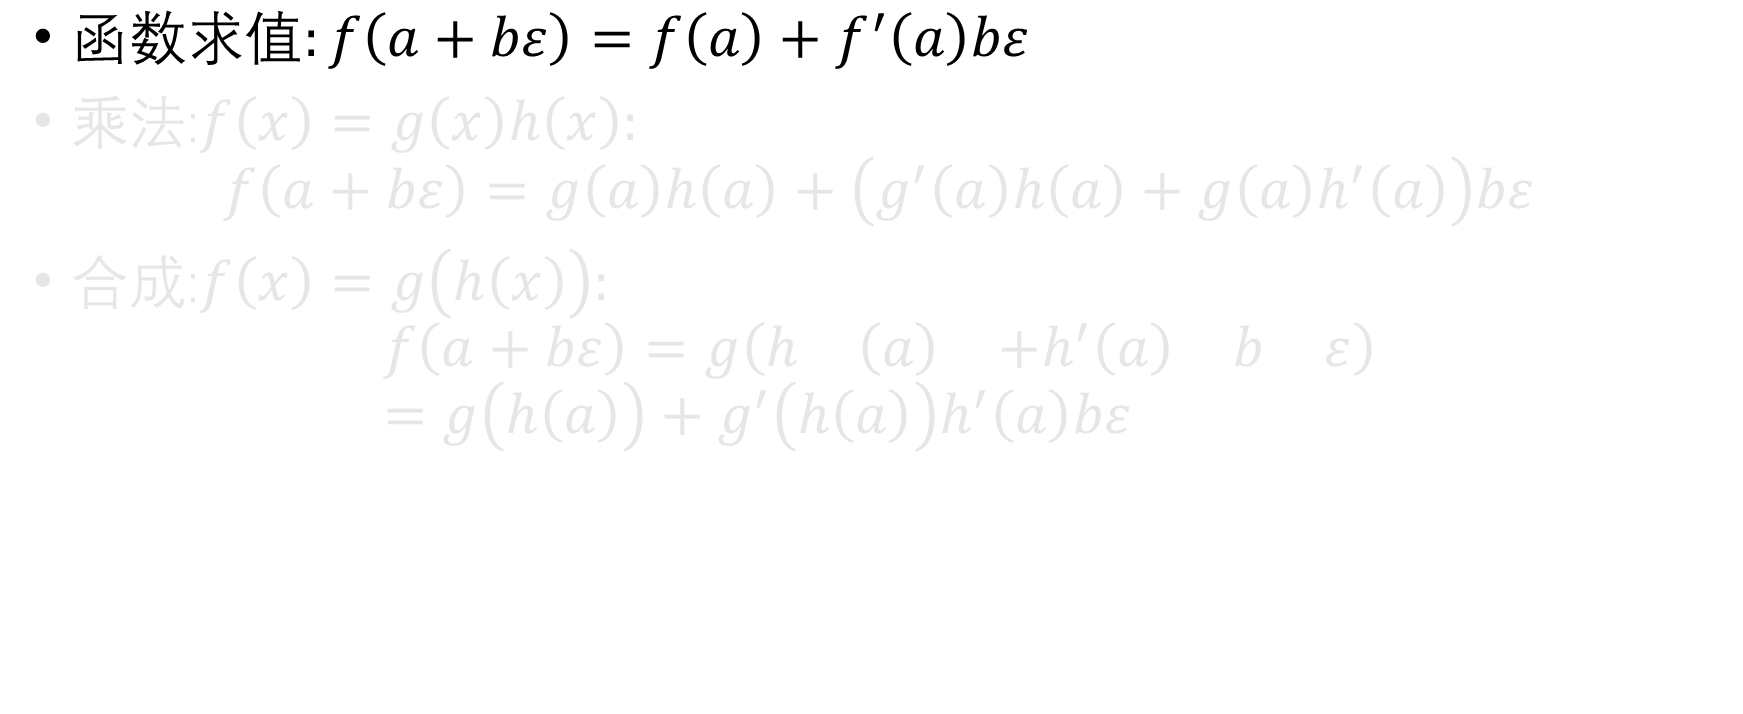 • 函数求值: f(a + bε) = f(a) + f′(a)bε
• 乘法:f(x) = g(x)h(x):
f(a + bε) = g(a)h(a) + (g′(a)h(a) + g(a)h′(a))bε
• 合成:f(x) = g(h(x)):
f(a + bε) = g(h (a) +h′(a) b ε)
= g(h(a)) + g′(h(a))h′(a)bε